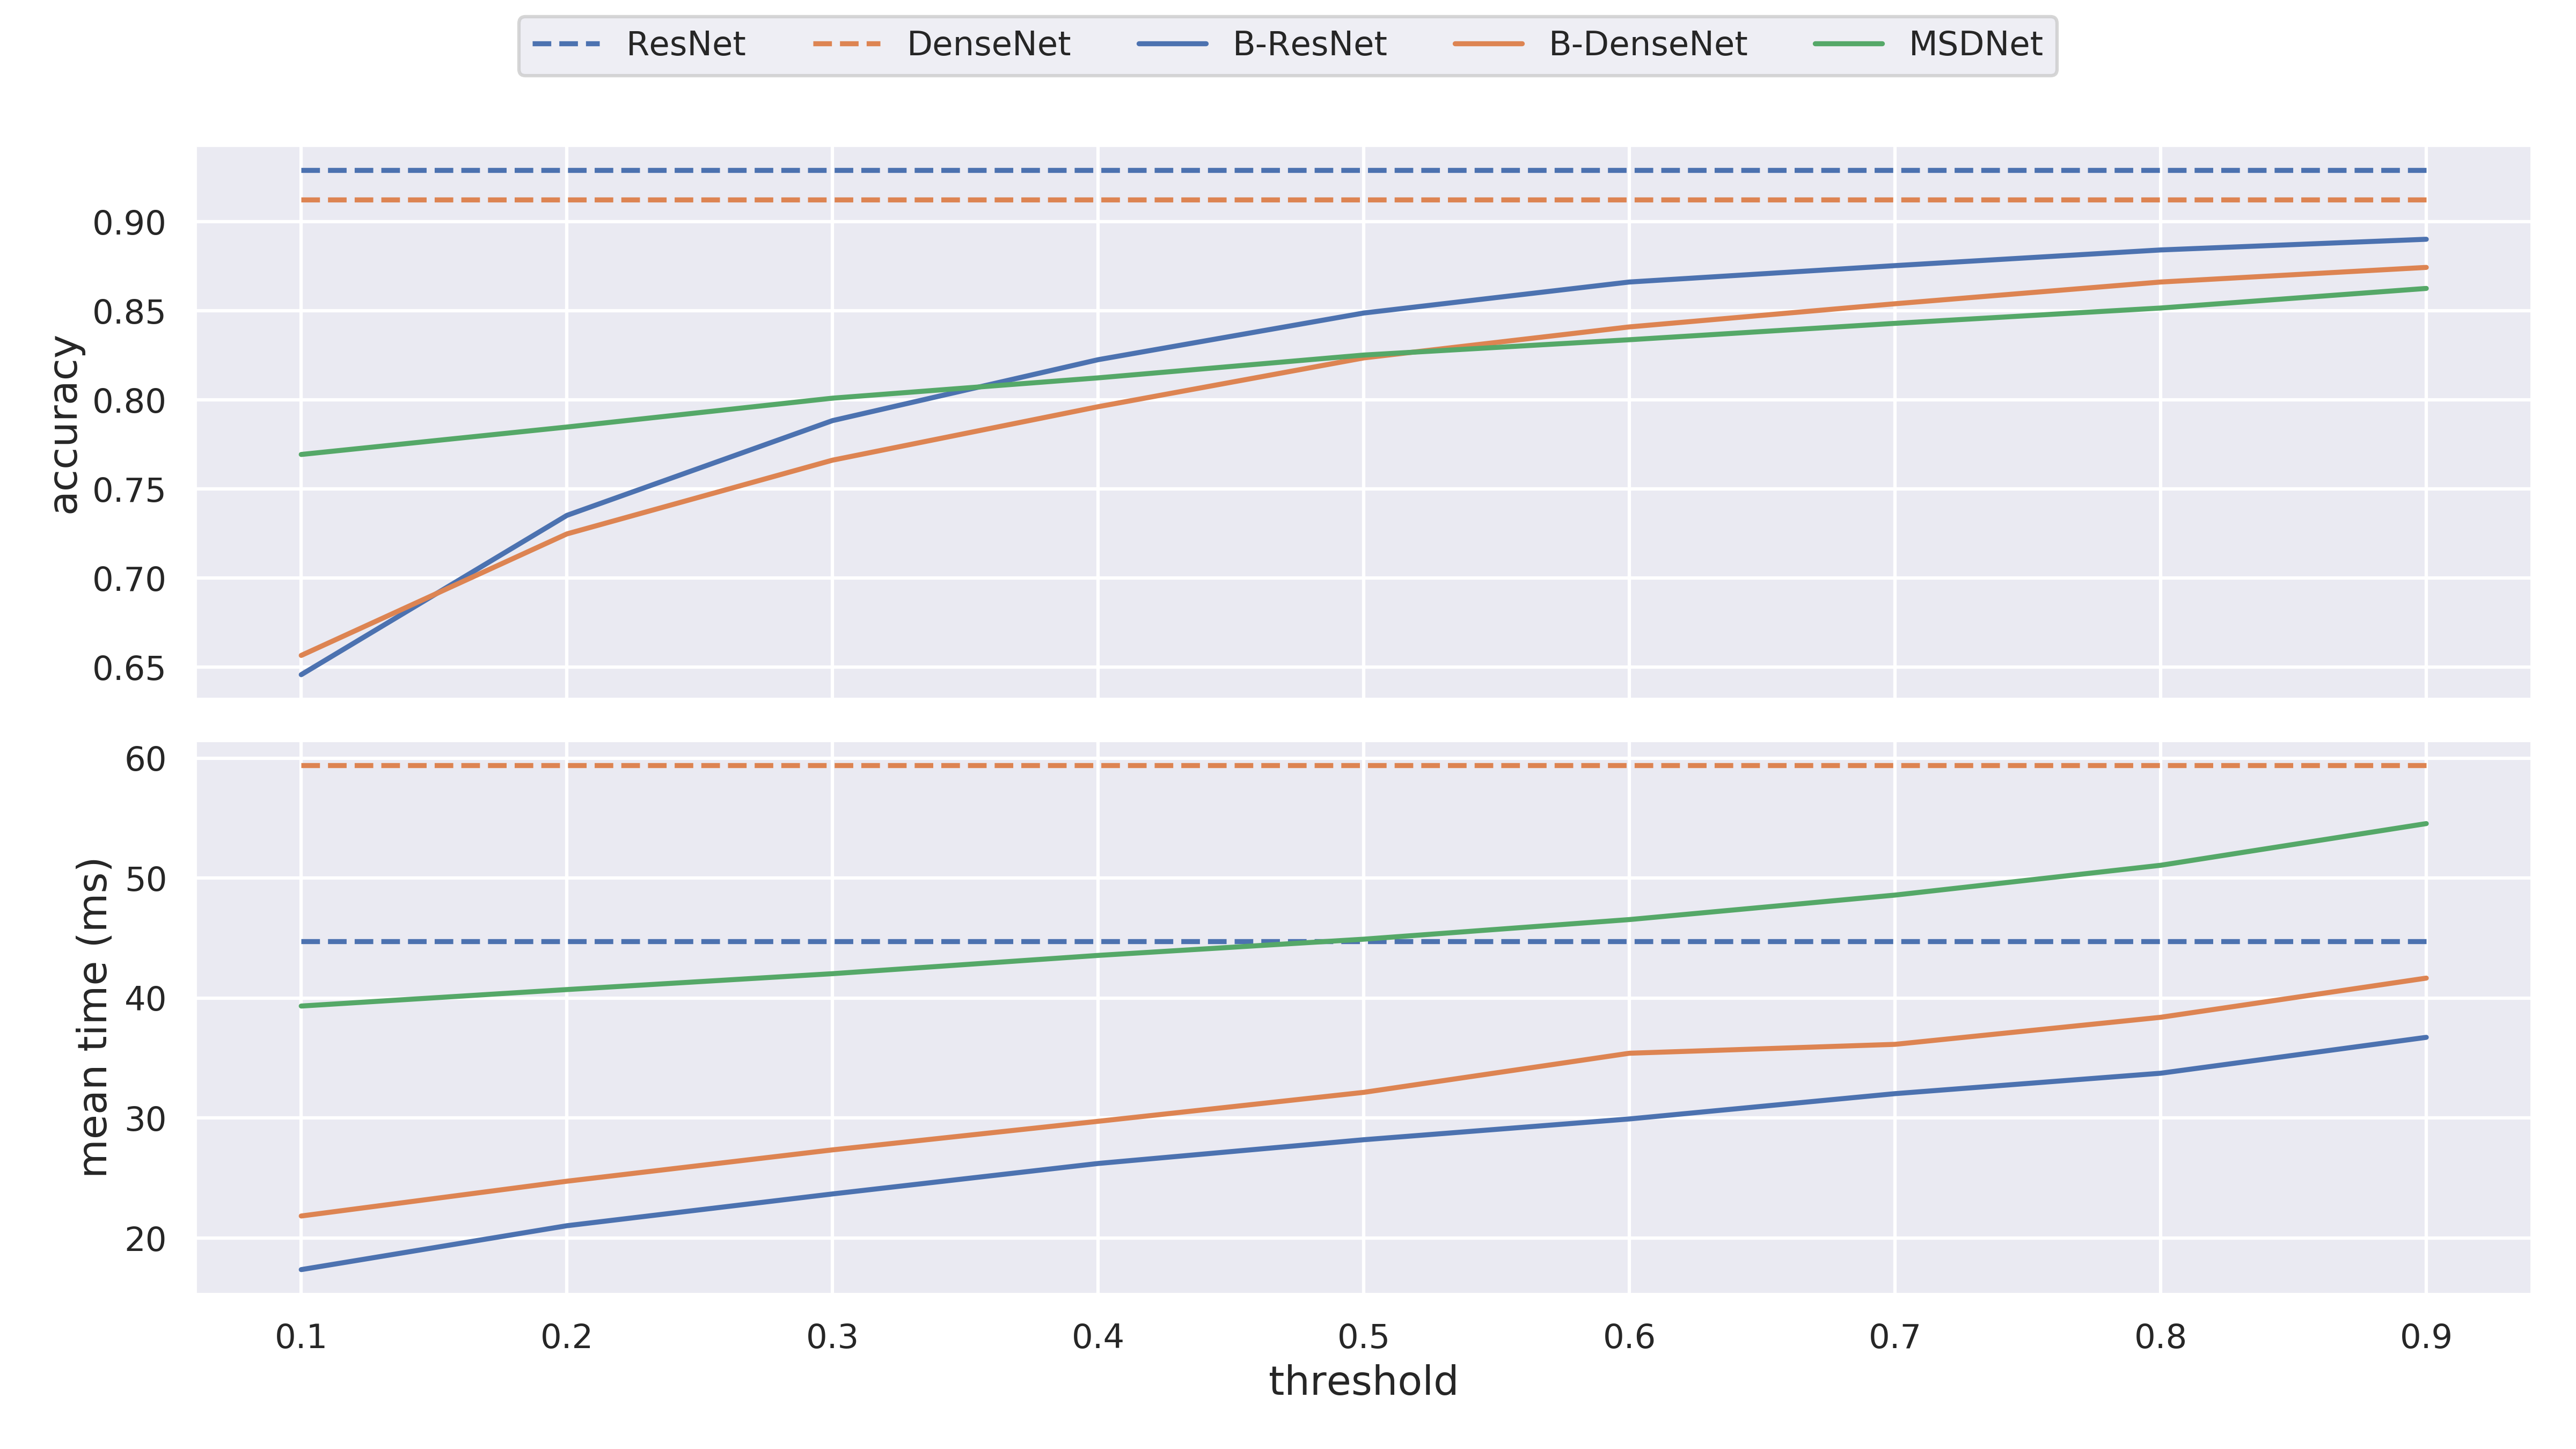 ResNet DenseNet B-ResNet B-DenseNet MSDNet
0.90
0.85
0.80
0.75
0.70
0.65
accuracy
60
50
40
30
20
mean time (ms)
0.1 0.2 0.3 0.4 0.5 0.6 0.7 0.8 0.9
threshold